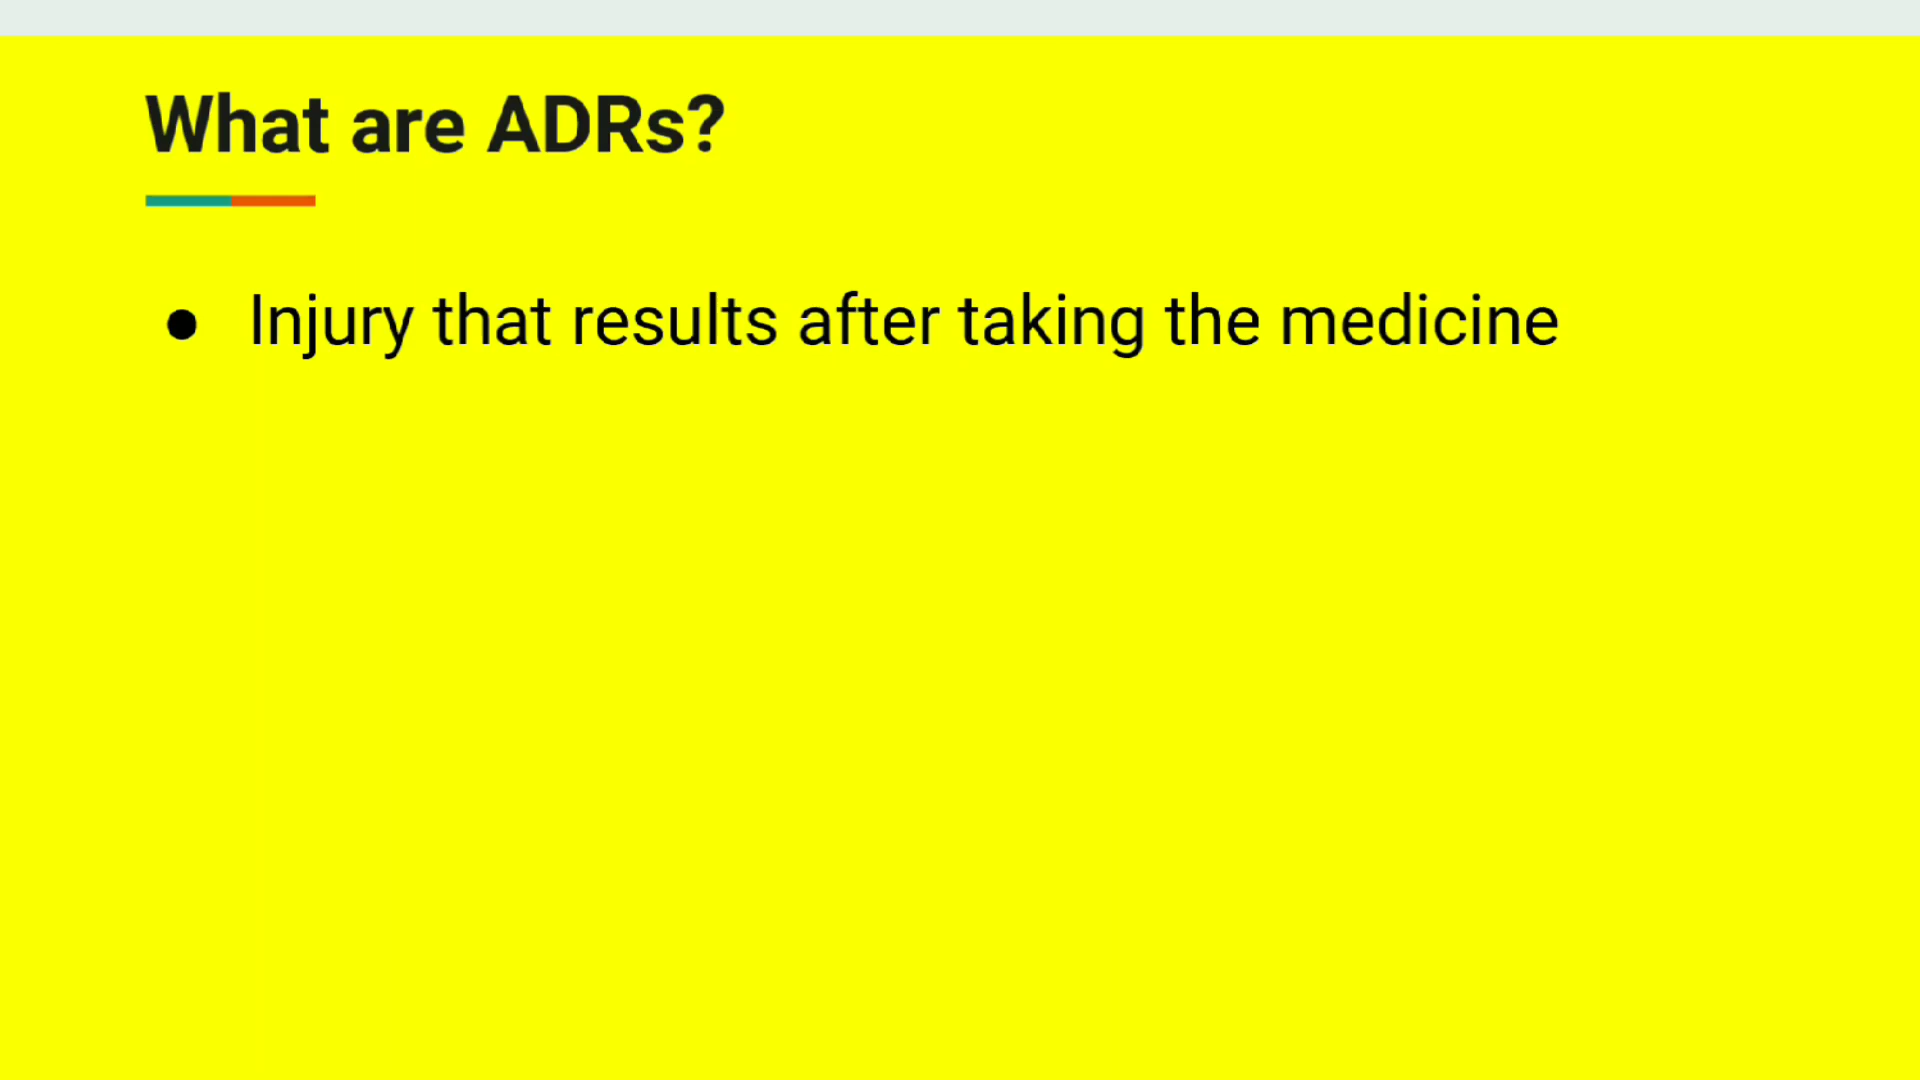 What are ADRs?
● Injury that results after taking the medicine